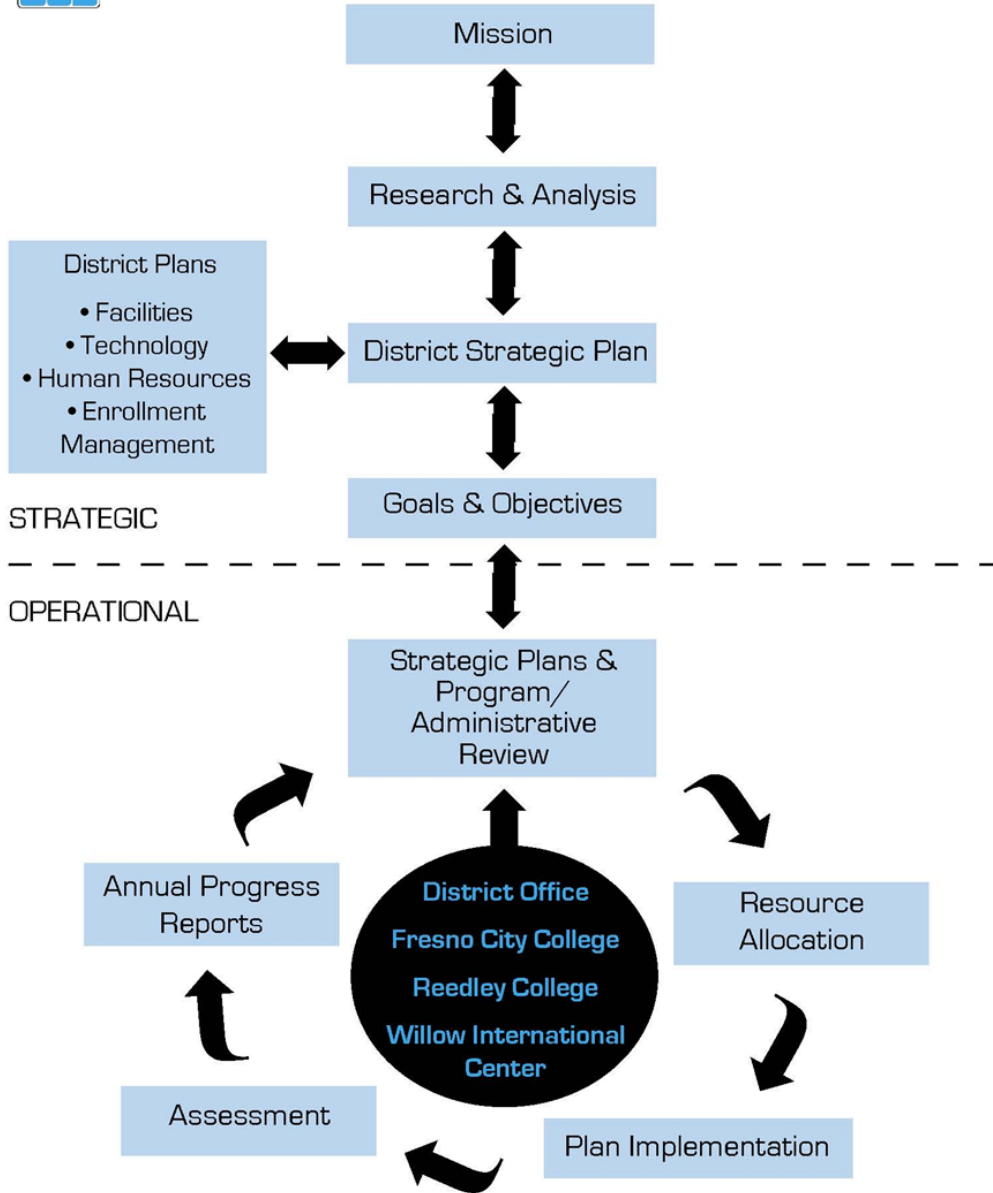 Mission
Research & Analysis
District Plans
• Facilities
• Technology
• Human Resources
• Enrollment
Management
District Strategic Plan
Goals & Objectives
STRATEGIC
OPERATIONAL
Strategic Plans &
Program/
Administrative
Review
Annual Progress
Reports
District Office
Fresno City College
Reedley College
Willow International
Center
Resource
Allocation
Assessment
Plan Implementation